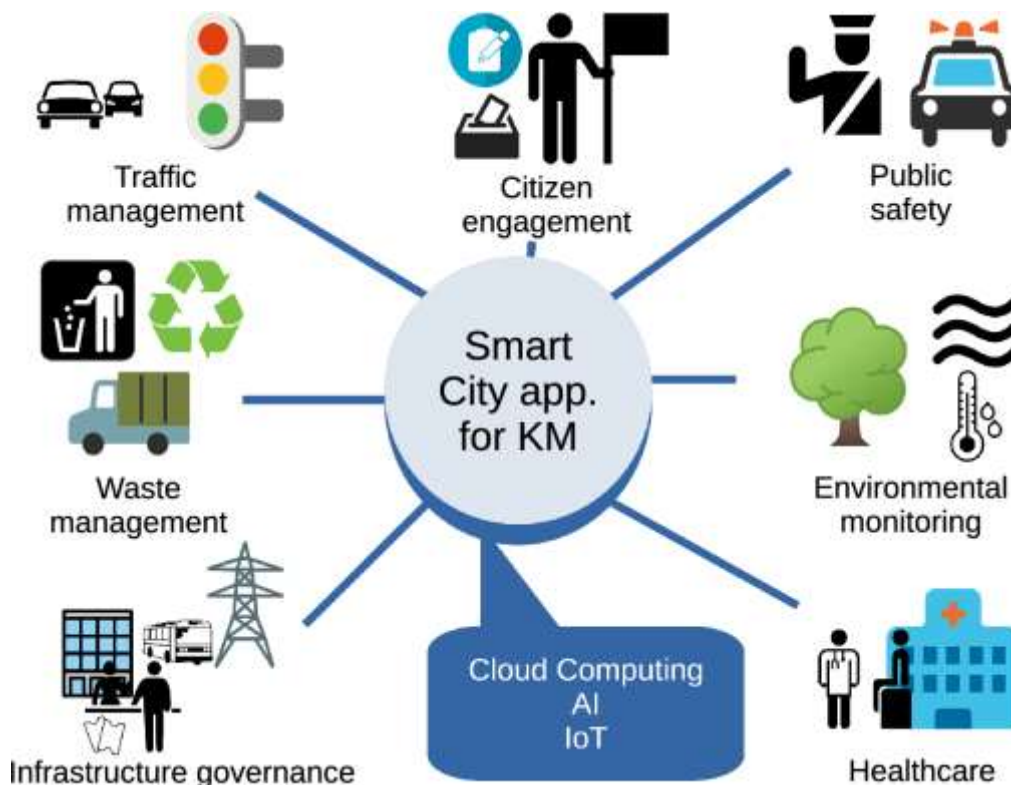 Traffic
management
Citizen
engagement
Public
safety
Smart
City app.
for KM
Waste
management
Environmental
monitoring
Cloud Computing
AI
IoT
Infrastructure governance
Healthcare